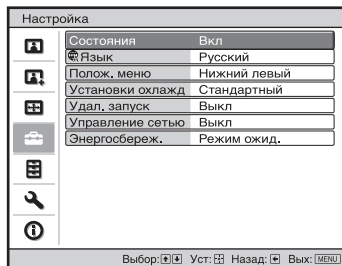 Настройка
Состояния Вкл
Язык Русский
Полож. меню Нижний левый
Установки охлажд Стандартный
Удал. запуск Выкл
Управление сетью Выкл
Энергосбереж. Режим ожид.
Выбор: Уст: Назад: Вых: MENU